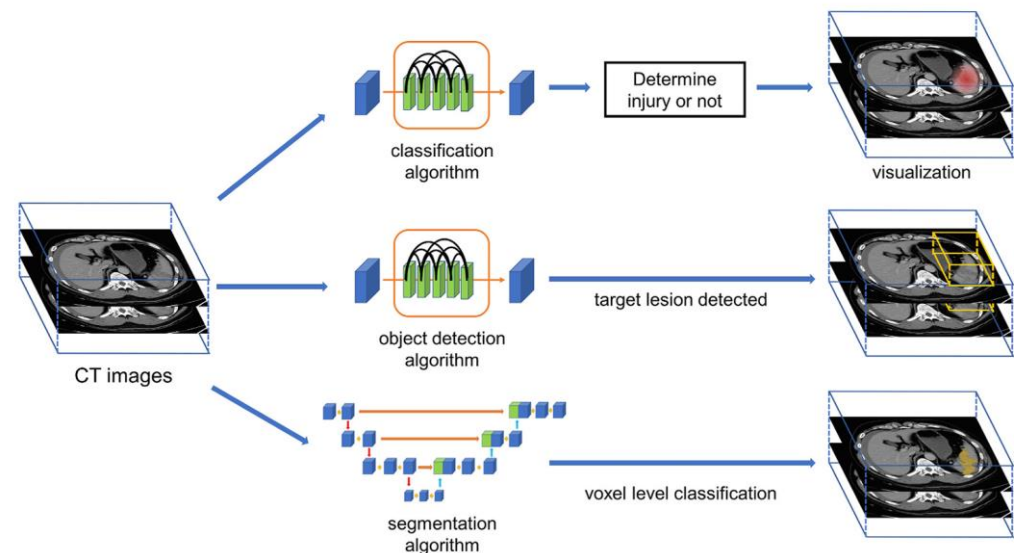 classification
algorithm
Determine
injury or not
visualization
CT images
object detection
algorithm
target lesion detected
segmentation
algorithm
voxel level classification